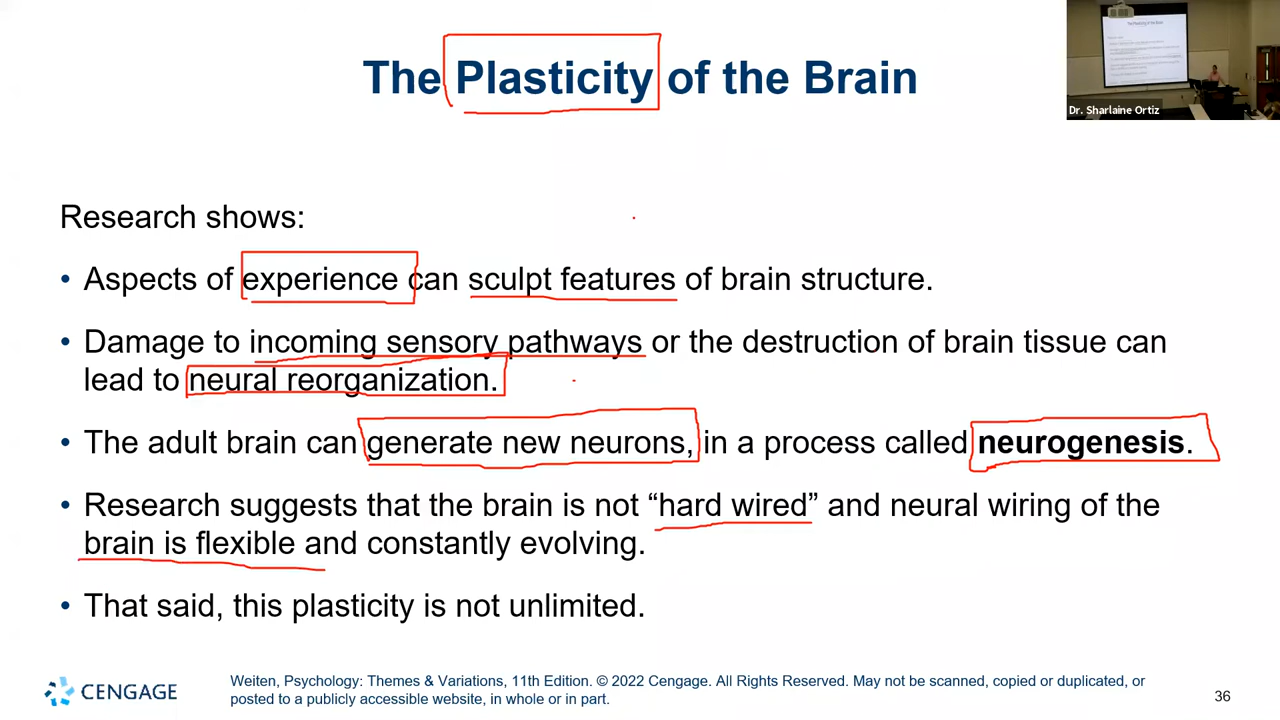 The Plasticity of the Brain
Dr. Sharlaine Ortiz
Research shows:
• Aspects of experience can sculpt features of brain structure.
• Damage to incoming sensory pathways or the destruction of brain tissue can
lead to neural reorganization.
• The adult brain can generate new neurons, in a process called neurogenesis.
• Research suggests that the brain is not “hard wired” and neural wiring of the
brain is flexible and constantly evolving.
• That said, this plasticity is not unlimited.
CENGAGE
Weiten, Psychology: Themes & Variations, 11th Edition. © 2022 Cengage. All Rights Reserved. May not be scanned, copied or duplicated, or
posted to a publicly accessible website, in whole or in part.
36